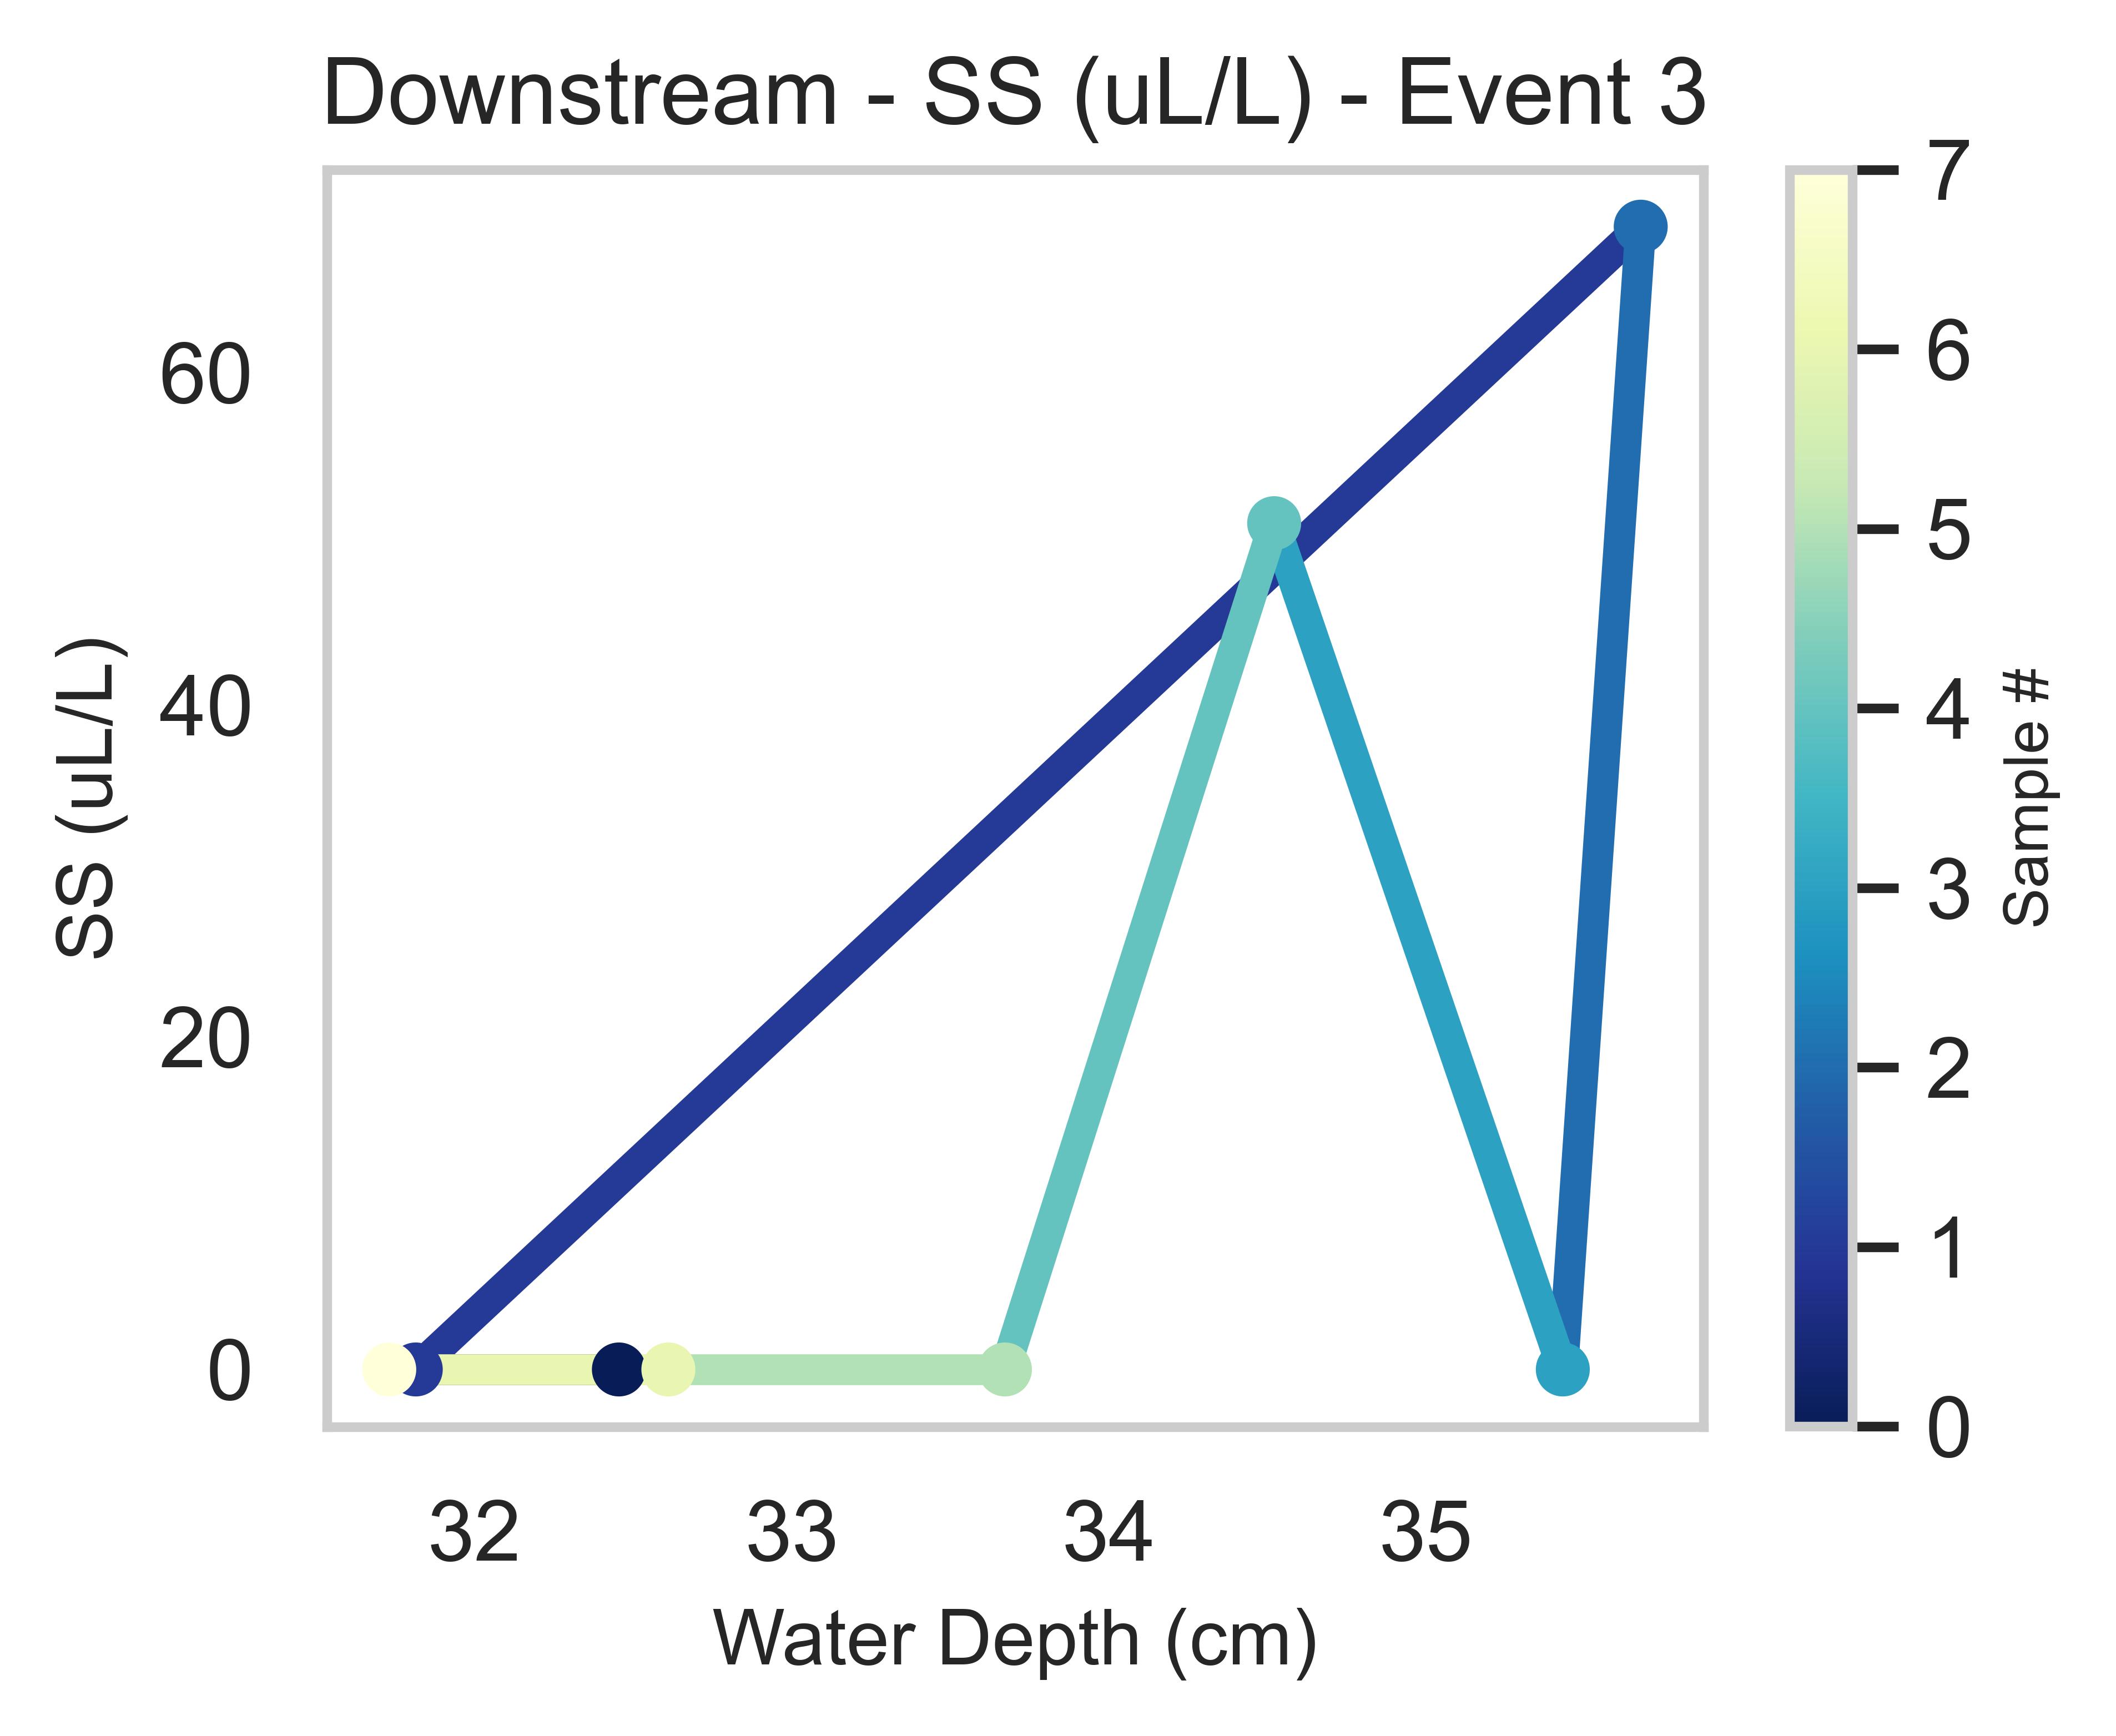 Downstream - SS (uL/L) - Event 3
SS (uL/L)
60
40
20
0
32 33 34 35
Water Depth (cm)
7
6
5
4
3
2
1
0
Sample #